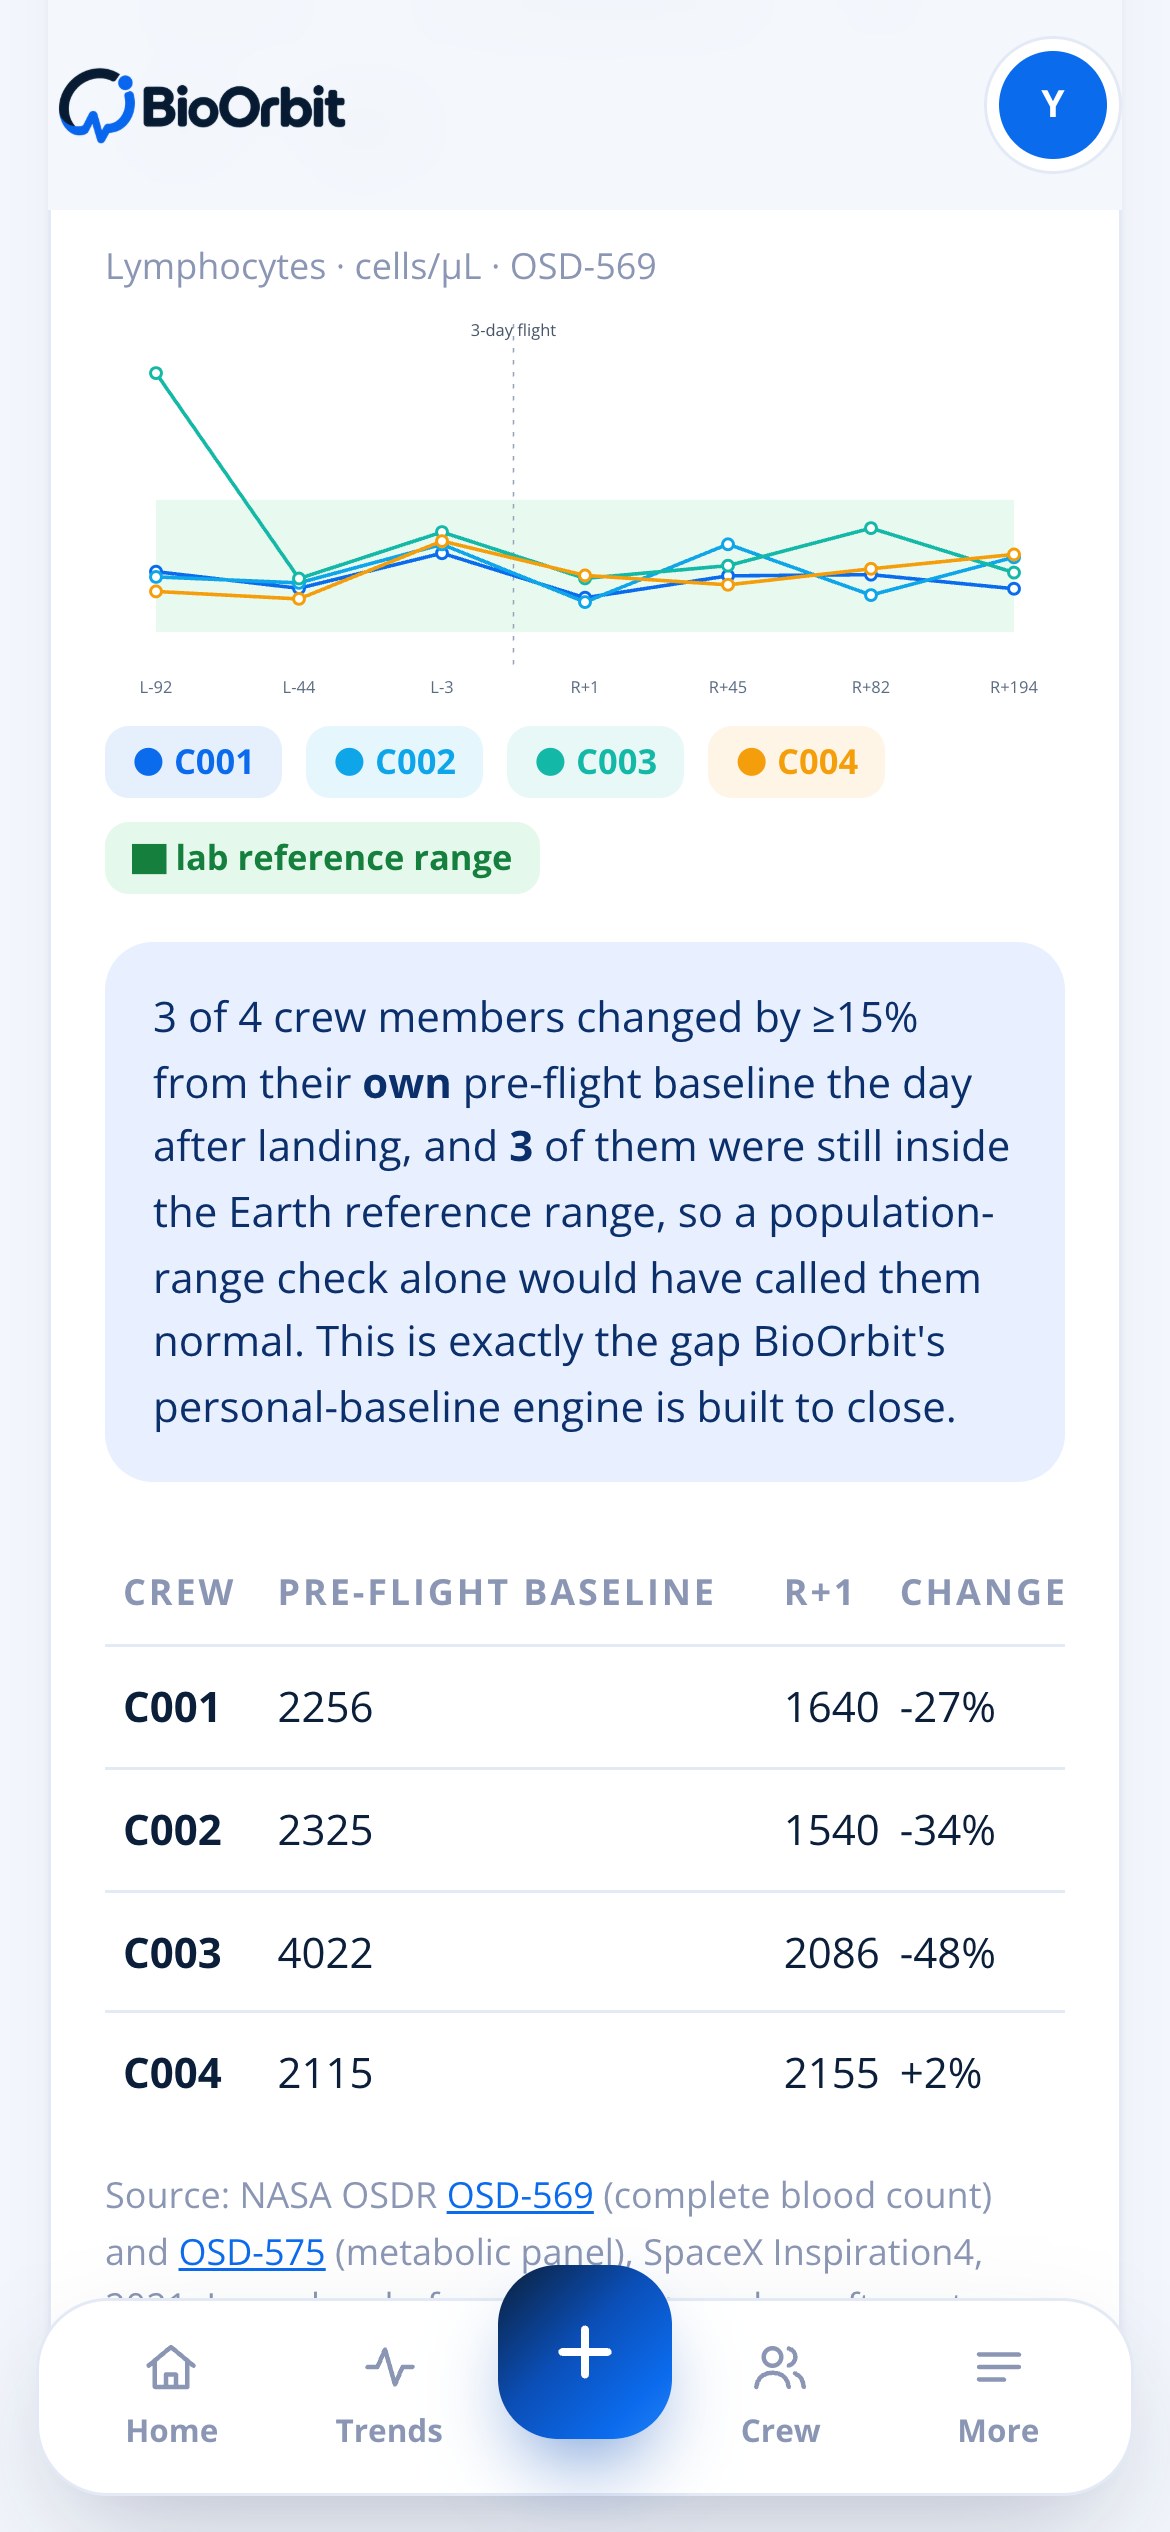 BioOrbit
Y
Lymphocytes · cells/µL · OSD-569
3-day flight
L-92 L-44 L-3 R+1 R+45 R+82 R+194
C001 C002 C003 C004
lab reference range
3 of 4 crew members changed by ≥15%
from their own pre-flight baseline the day
after landing, and 3 of them were still inside
the Earth reference range, so a population-
range check alone would have called them
normal. This is exactly the gap BioOrbit's
personal-baseline engine is built to close.
CREW PRE-FLIGHT BASELINE R+1 CHANGE
C001 2256 1640 -27%
C002 2325 1540 -34%
C003 4022 2086 -48%
C004 2115 2155 +2%
Source: NASA OSDR OSD-569 (complete blood count)
and OSD-575 (metabolic panel), SpaceX Inspiration4,
Home Trends Crew More